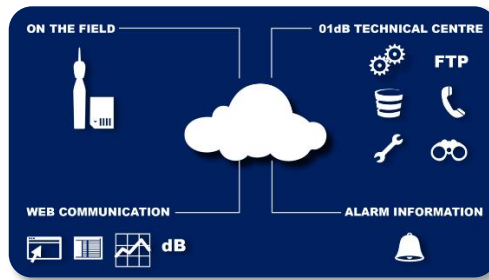 ON THE FIELD
01dB TECHNICAL CENTRE
FTP
WEB COMMUNICATION
ALARM INFORMATION
dB